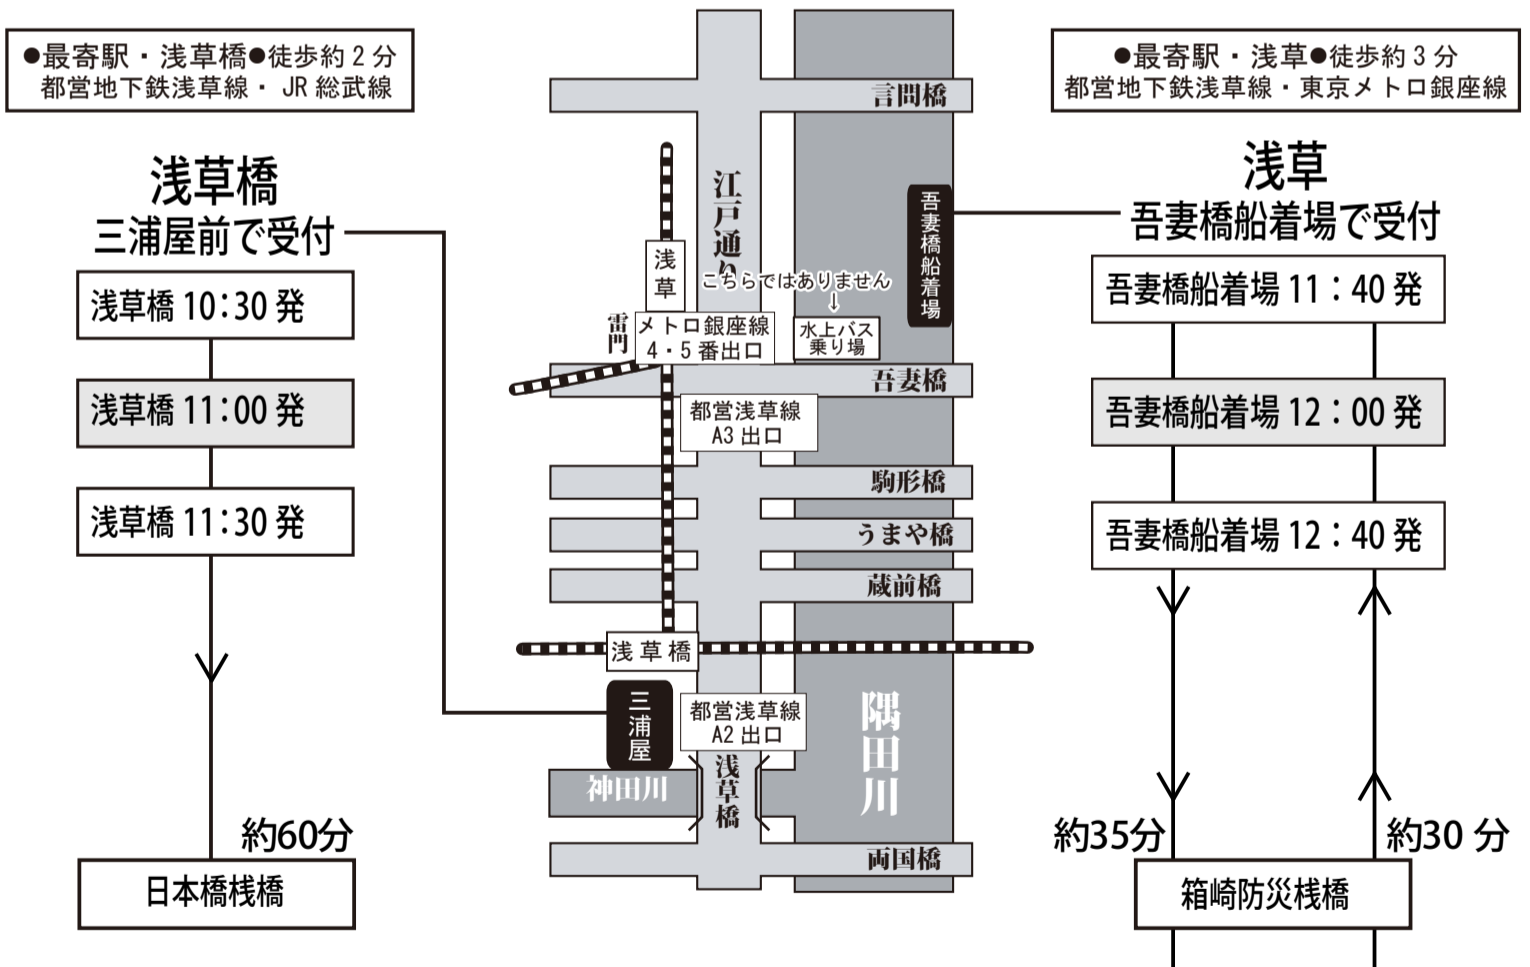 ●最寄駅・浅草橋●徒歩約2分
都営地下鉄浅草線・JR総武線
浅草橋
三浦屋前で受付
浅草橋 10:30 発
浅草橋 11:00 発
浅草橋 11:30 発
約60分
日本橋桟橋
言問橋
江戸通り
浅草
雷門
メトロ銀座線
4・5番出口
こちらではありません
↓
水上バス
乗り場
吾妻橋船着場
吾妻橋
都営浅草線
A3出口
駒形橋
うまや橋
蔵前橋
浅草橋
三浦屋
都営浅草線
A2出口
神田川
浅草橋
隅田川
両国橋
●最寄駅・浅草●徒歩約3分
都営地下鉄浅草線・東京メトロ銀座線
浅草
吾妻橋船着場で受付
吾妻橋船着場 11:40 発
吾妻橋船着場 12:00 発
吾妻橋船着場 12:40 発
約35分
約30分
箱崎防災桟橋